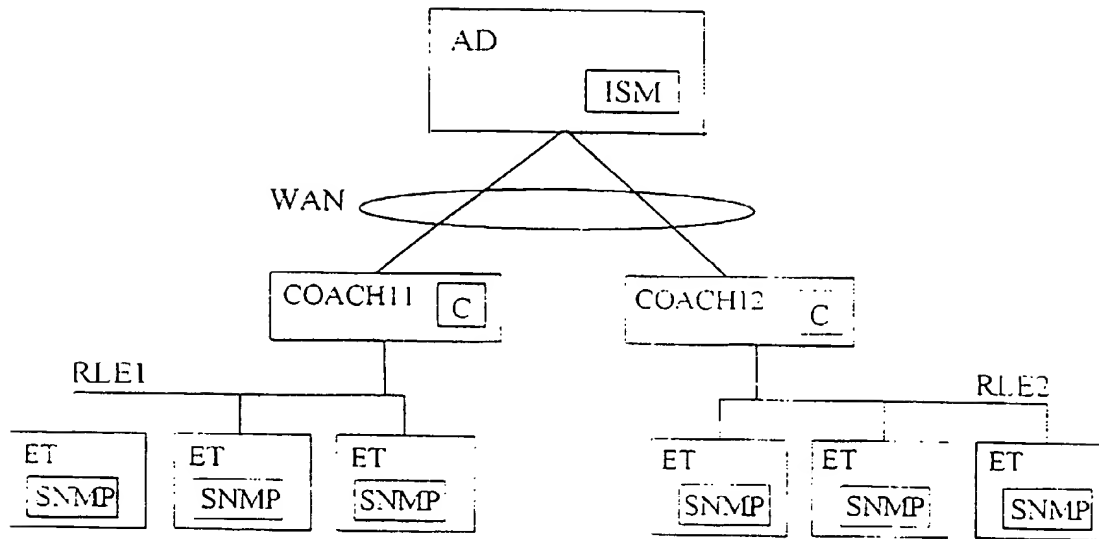 AD
ISM
WAN
COACH11 C
COACH12 C
RLE1
RLE2
ET ET ET ET ET ET
SNMP SNMP SNMP SNMP SNMP SNMP